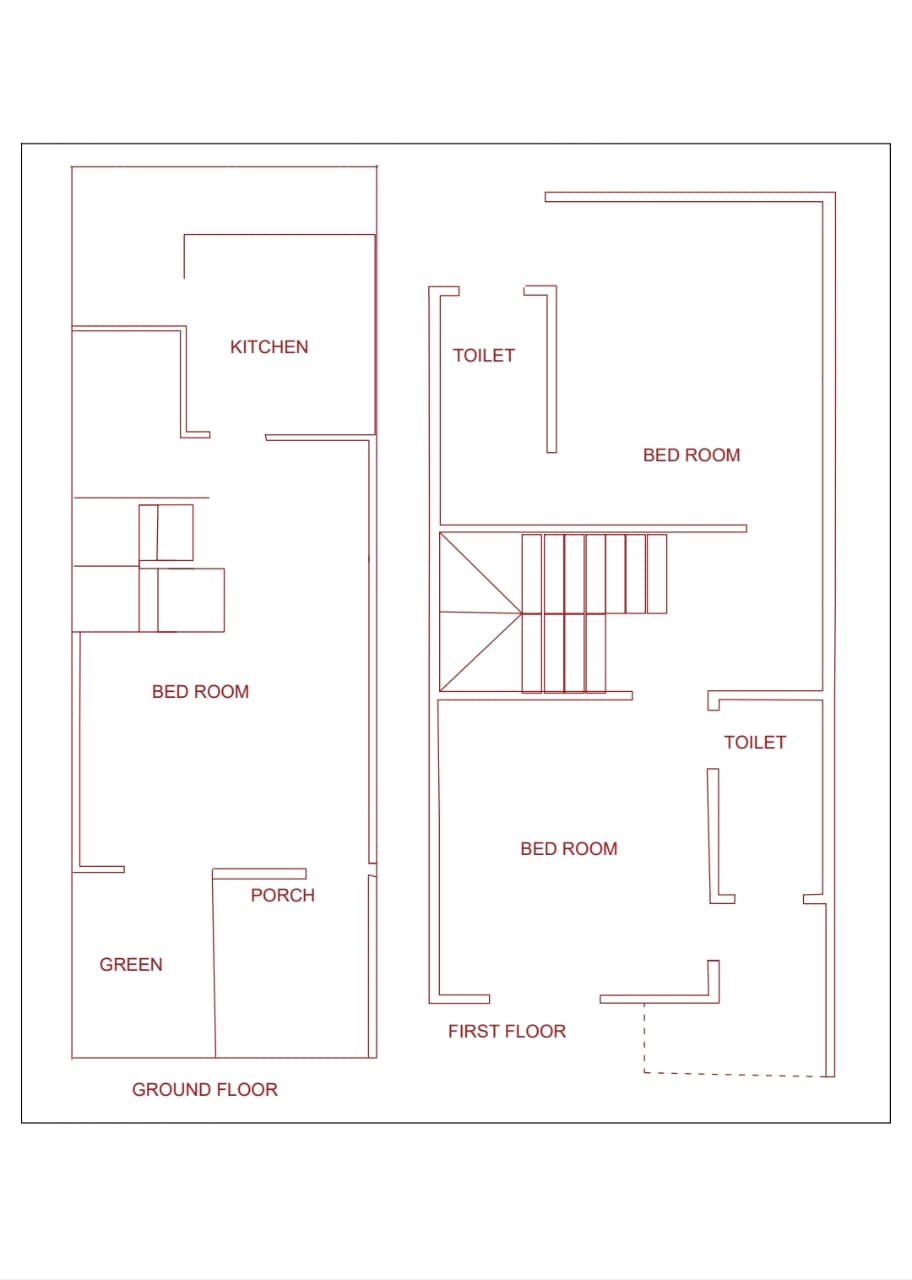 KITCHEN
BED ROOM
PORCH
GREEN
GROUND FLOOR
TOILET
BED ROOM
TOILET
BED ROOM
FIRST FLOOR